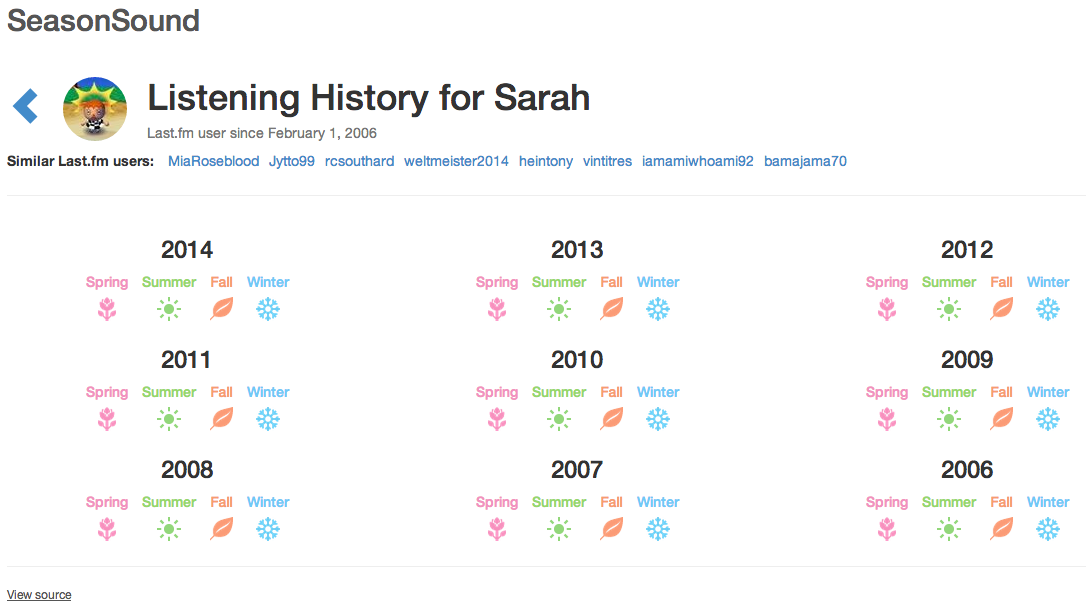 SeasonSound
Listening History for Sarah
Last.fm user since February 1, 2006
Similar Last.fm users: MiaRoseblood Jytto99 rcsouthard weltmeister2014 heintony vintitres iamamiwhoami92 bamajama70
2014 2013 2012
Spring Summer Fall Winter Spring Summer Fall Winter Spring Summer Fall Winter
2011 2010 2009
Spring Summer Fall Winter Spring Summer Fall Winter Spring Summer Fall Winter
2008 2007 2006
Spring Summer Fall Winter Spring Summer Fall Winter Spring Summer Fall Winter
View source